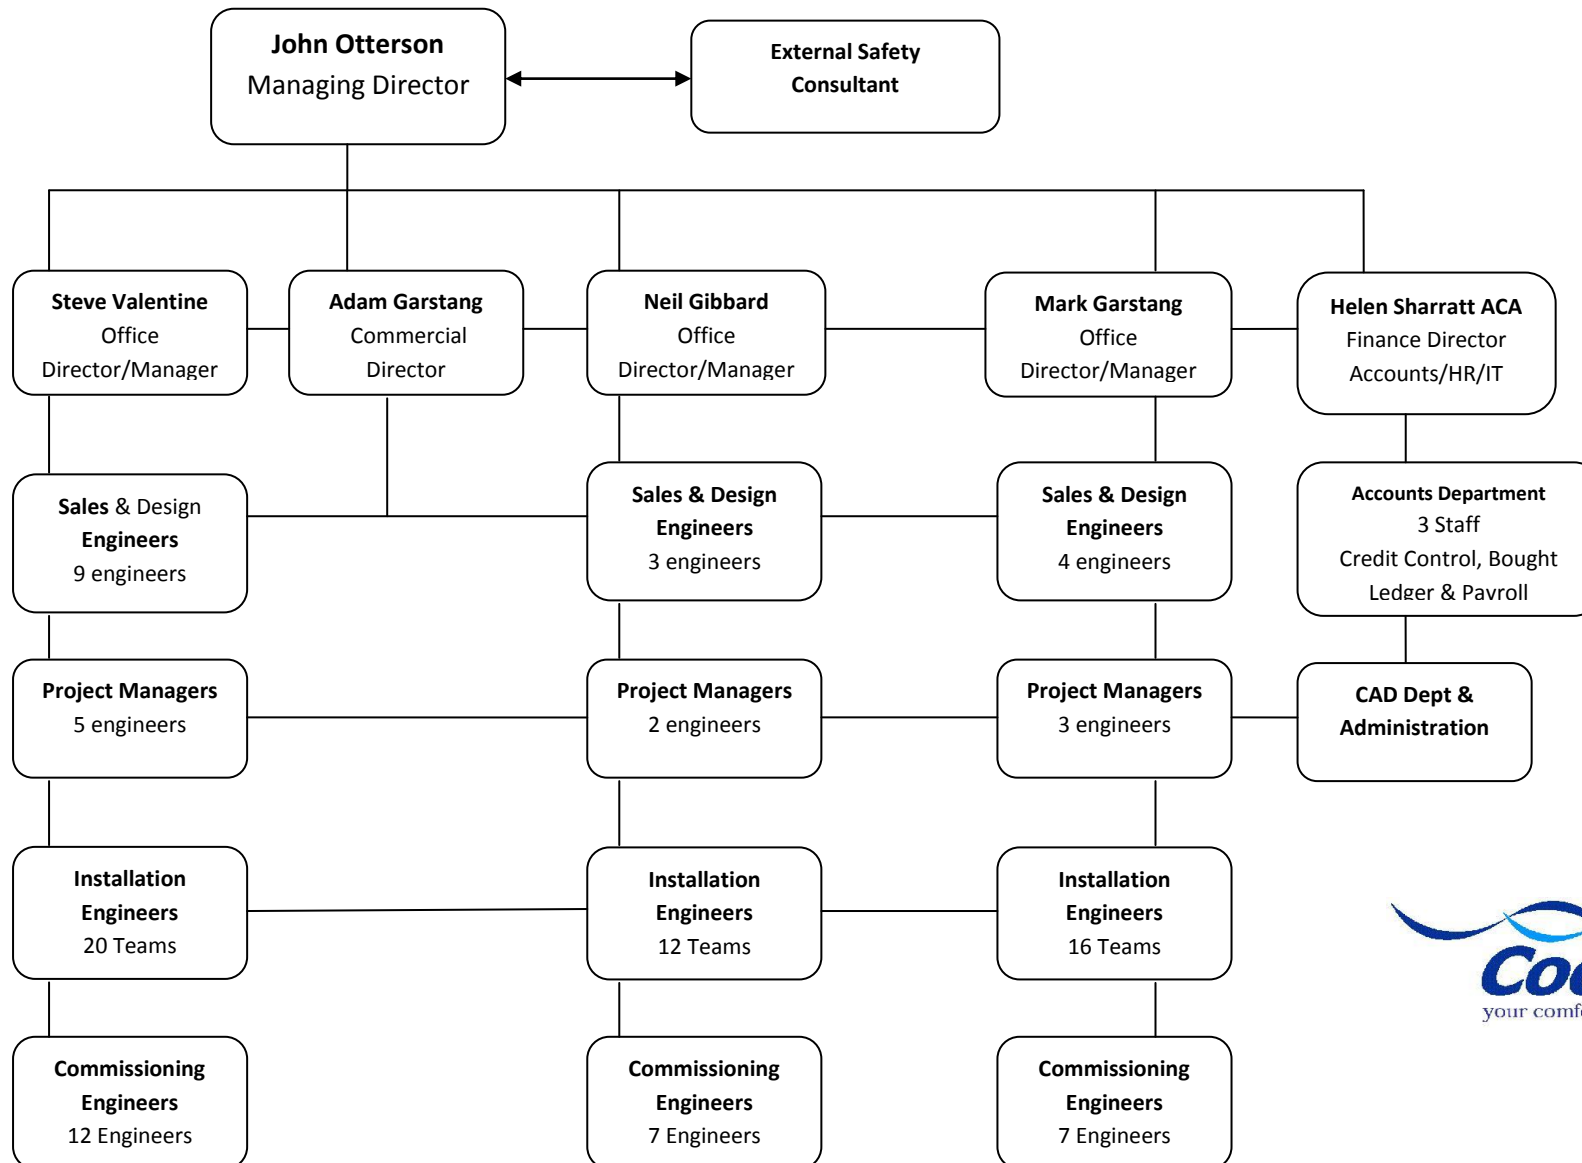 John Otterson
Managing Director
External Safety
Consultant
Steve Valentine
Office
Director/Manager
Adam Garstang
Commercial
Director
Neil Gibbard
Office
Director/Manager
Mark Garstang
Office
Director/Manager
Helen Sharratt ACA
Finance Director
Accounts/HR/IT
Sales & Design
Engineers
9 engineers
Sales & Design
Engineers
3 engineers
Sales & Design
Engineers
4 engineers
Accounts Department
3 Staff
Credit Control, Bought
Ledger & Payroll
Project Managers
5 engineers
Project Managers
2 engineers
Project Managers
3 engineers
CAD Dept &
Administration
Installation
Engineers
20 Teams
Installation
Engineers
12 Teams
Installation
Engineers
16 Teams
Commissioning
Engineers
12 Engineers
Commissioning
Engineers
7 Engineers
Commissioning
Engineers
7 Engineers
your